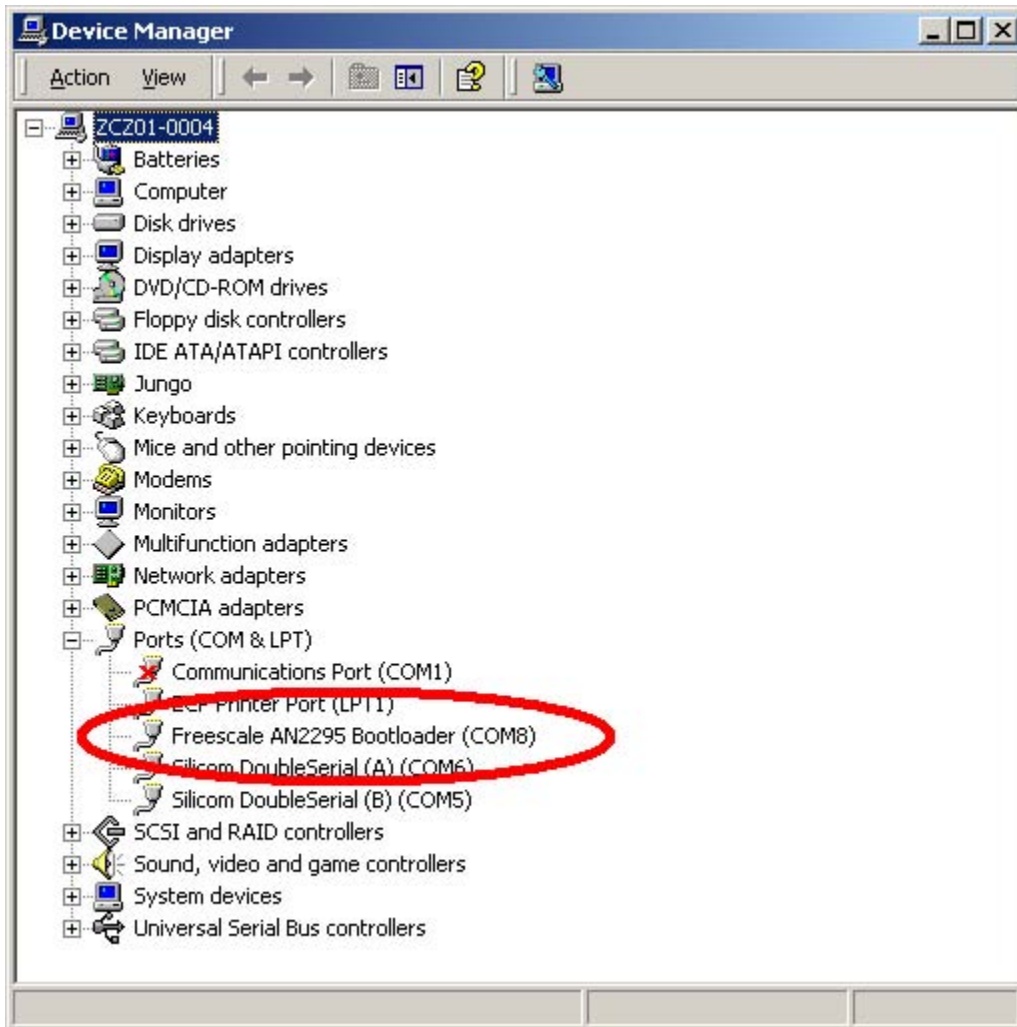 Device Manager
Action View
ZCZ01-0004
Batteries
Computer
Disk drives
Display adapters
DVD/CD-ROM drives
Floppy disk controllers
IDE ATA/ATAPI controllers
Jungo
Keyboards
Mice and other pointing devices
Modems
Monitors
Multifunction adapters
Network adapters
PCMCIA adapters
Ports (COM & LPT)
Communications Port (COM1)
ECP Printer Port (LPT1)
Freescale AN2295 Bootloader (COM8)
Silicom DoubleSerial (A) (COM6)
Silicom DoubleSerial (B) (COM5)
SCSI and RAID controllers
Sound, video and game controllers
System devices
Universal Serial Bus controllers